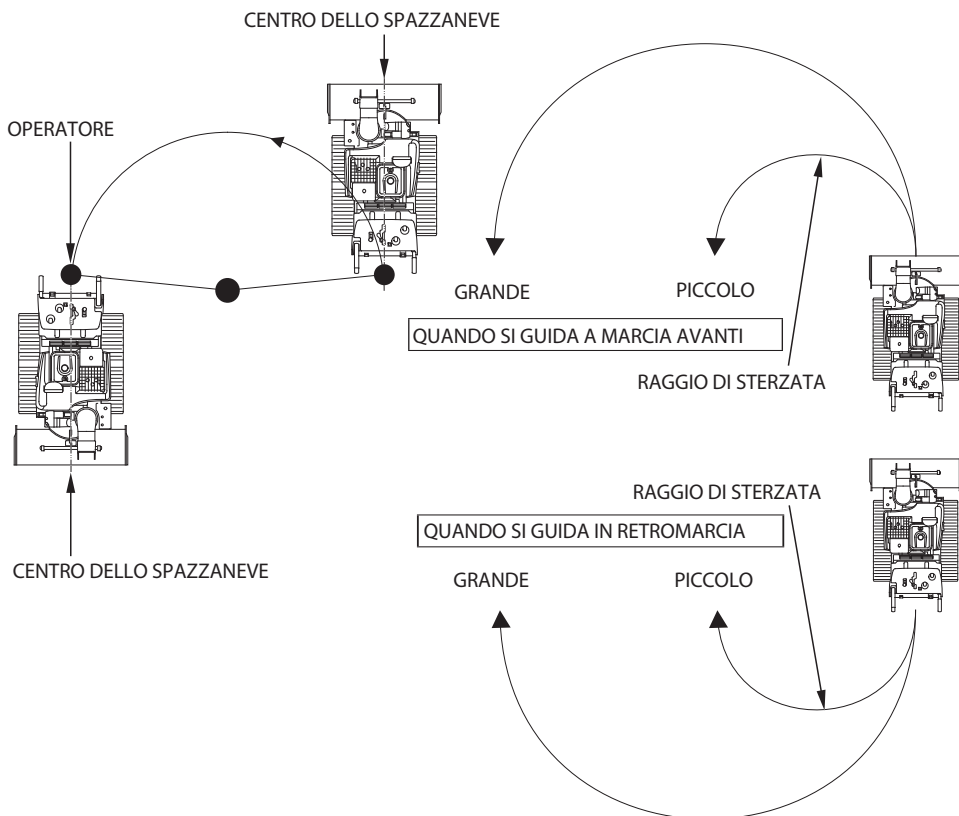 CENTRO DELLO SPAZZANEVE
OPERATORE
CENTRO DELLO SPAZZANEVE
GRANDE
PICCOLO
QUANDO SI GUIDA A MARCIA AVANTI
RAGGIO DI STERZATA
RAGGIO DI STERZATA
QUANDO SI GUIDA IN RETROMARCIA
GRANDE
PICCOLO